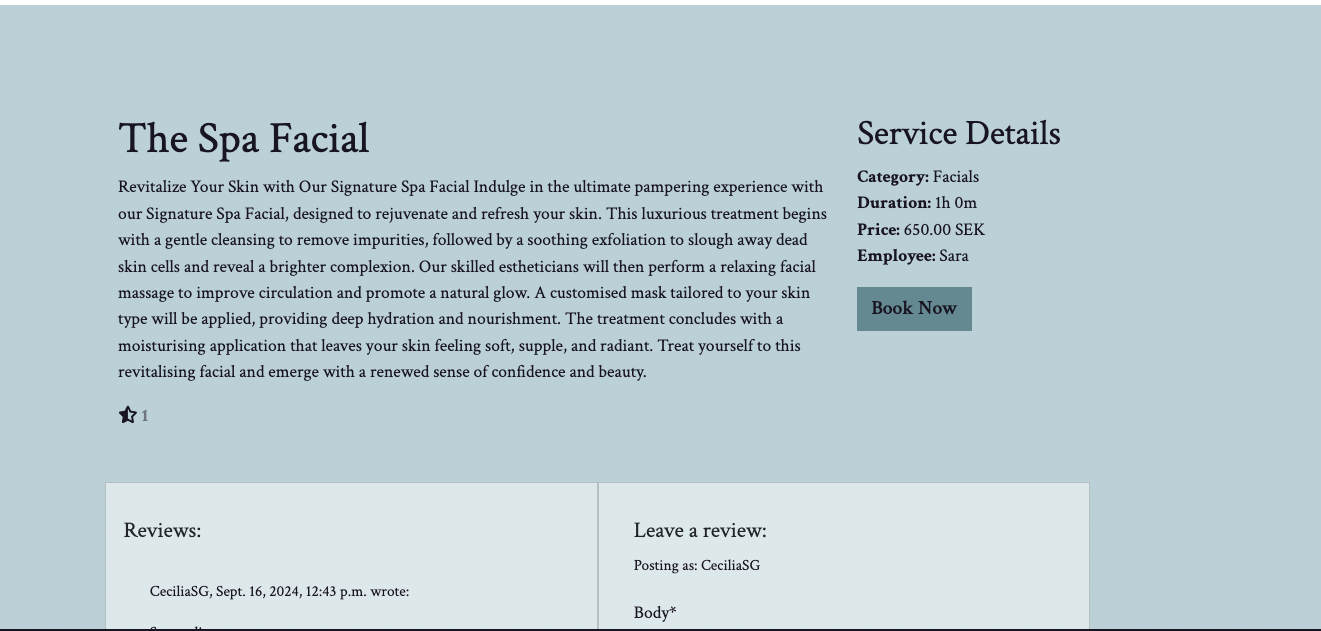 The Spa Facial
Revitalize Your Skin with Our Signature Spa Facial Indulge in the ultimate pampering experience with
our Signature Spa Facial, designed to rejuvenate and refresh your skin. This luxurious treatment begins
with a gentle cleansing to remove impurities, followed by a soothing exfoliation to slough away dead
skin cells and reveal a brighter complexion. Our skilled estheticians will then perform a relaxing facial
massage to improve circulation and promote a natural glow. A customised mask tailored to your skin
type will be applied, providing deep hydration and nourishment. The treatment concludes with a
moisturising application that leaves your skin feeling soft, supple, and radiant. Treat yourself to this
revitalising facial and emerge with a renewed sense of confidence and beauty.
1
Service Details
Category: Facials
Duration: 1h 0m
Price: 650.00 SEK
Employee: Sara
Book Now
Reviews:
CeciliaSG, Sept. 16, 2024, 12:43 p.m. wrote:
Leave a review:
Posting as: CeciliaSG
Body*